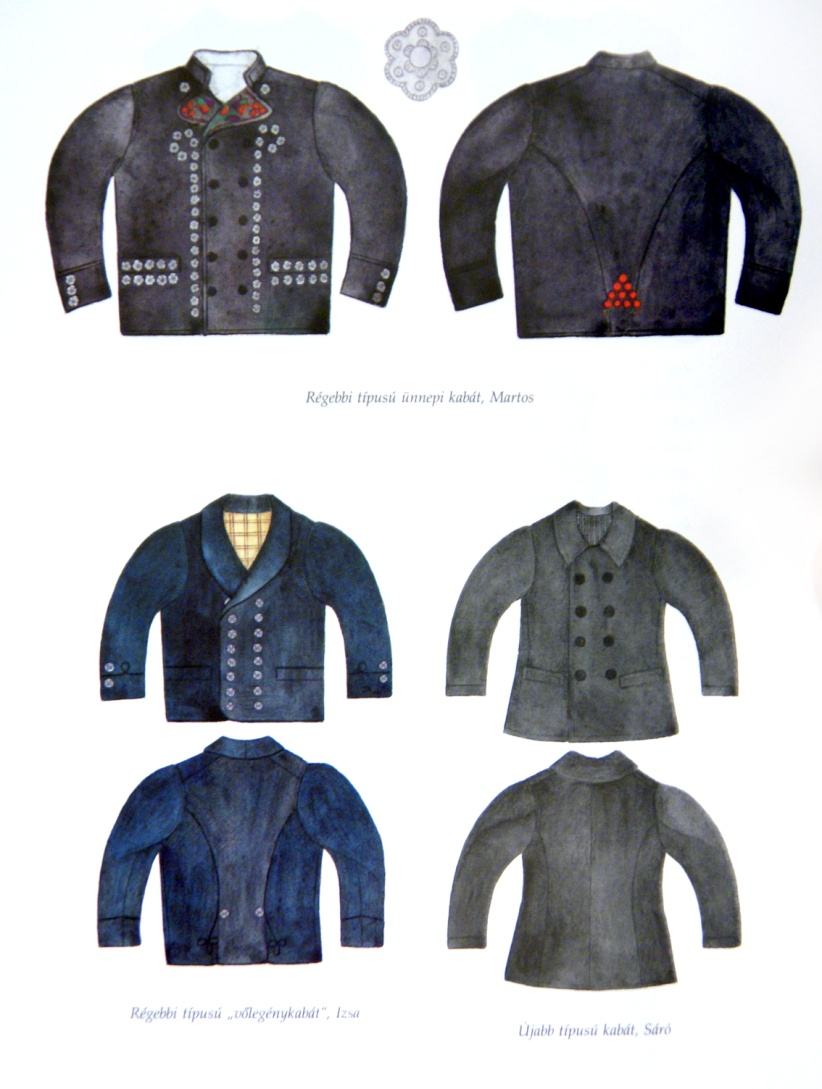 Régebbi típusú ünnepi kabát, Martos
Régebbi típusú „vőlegénykabát", Izsa
Újabb típusú kabát, Sáró